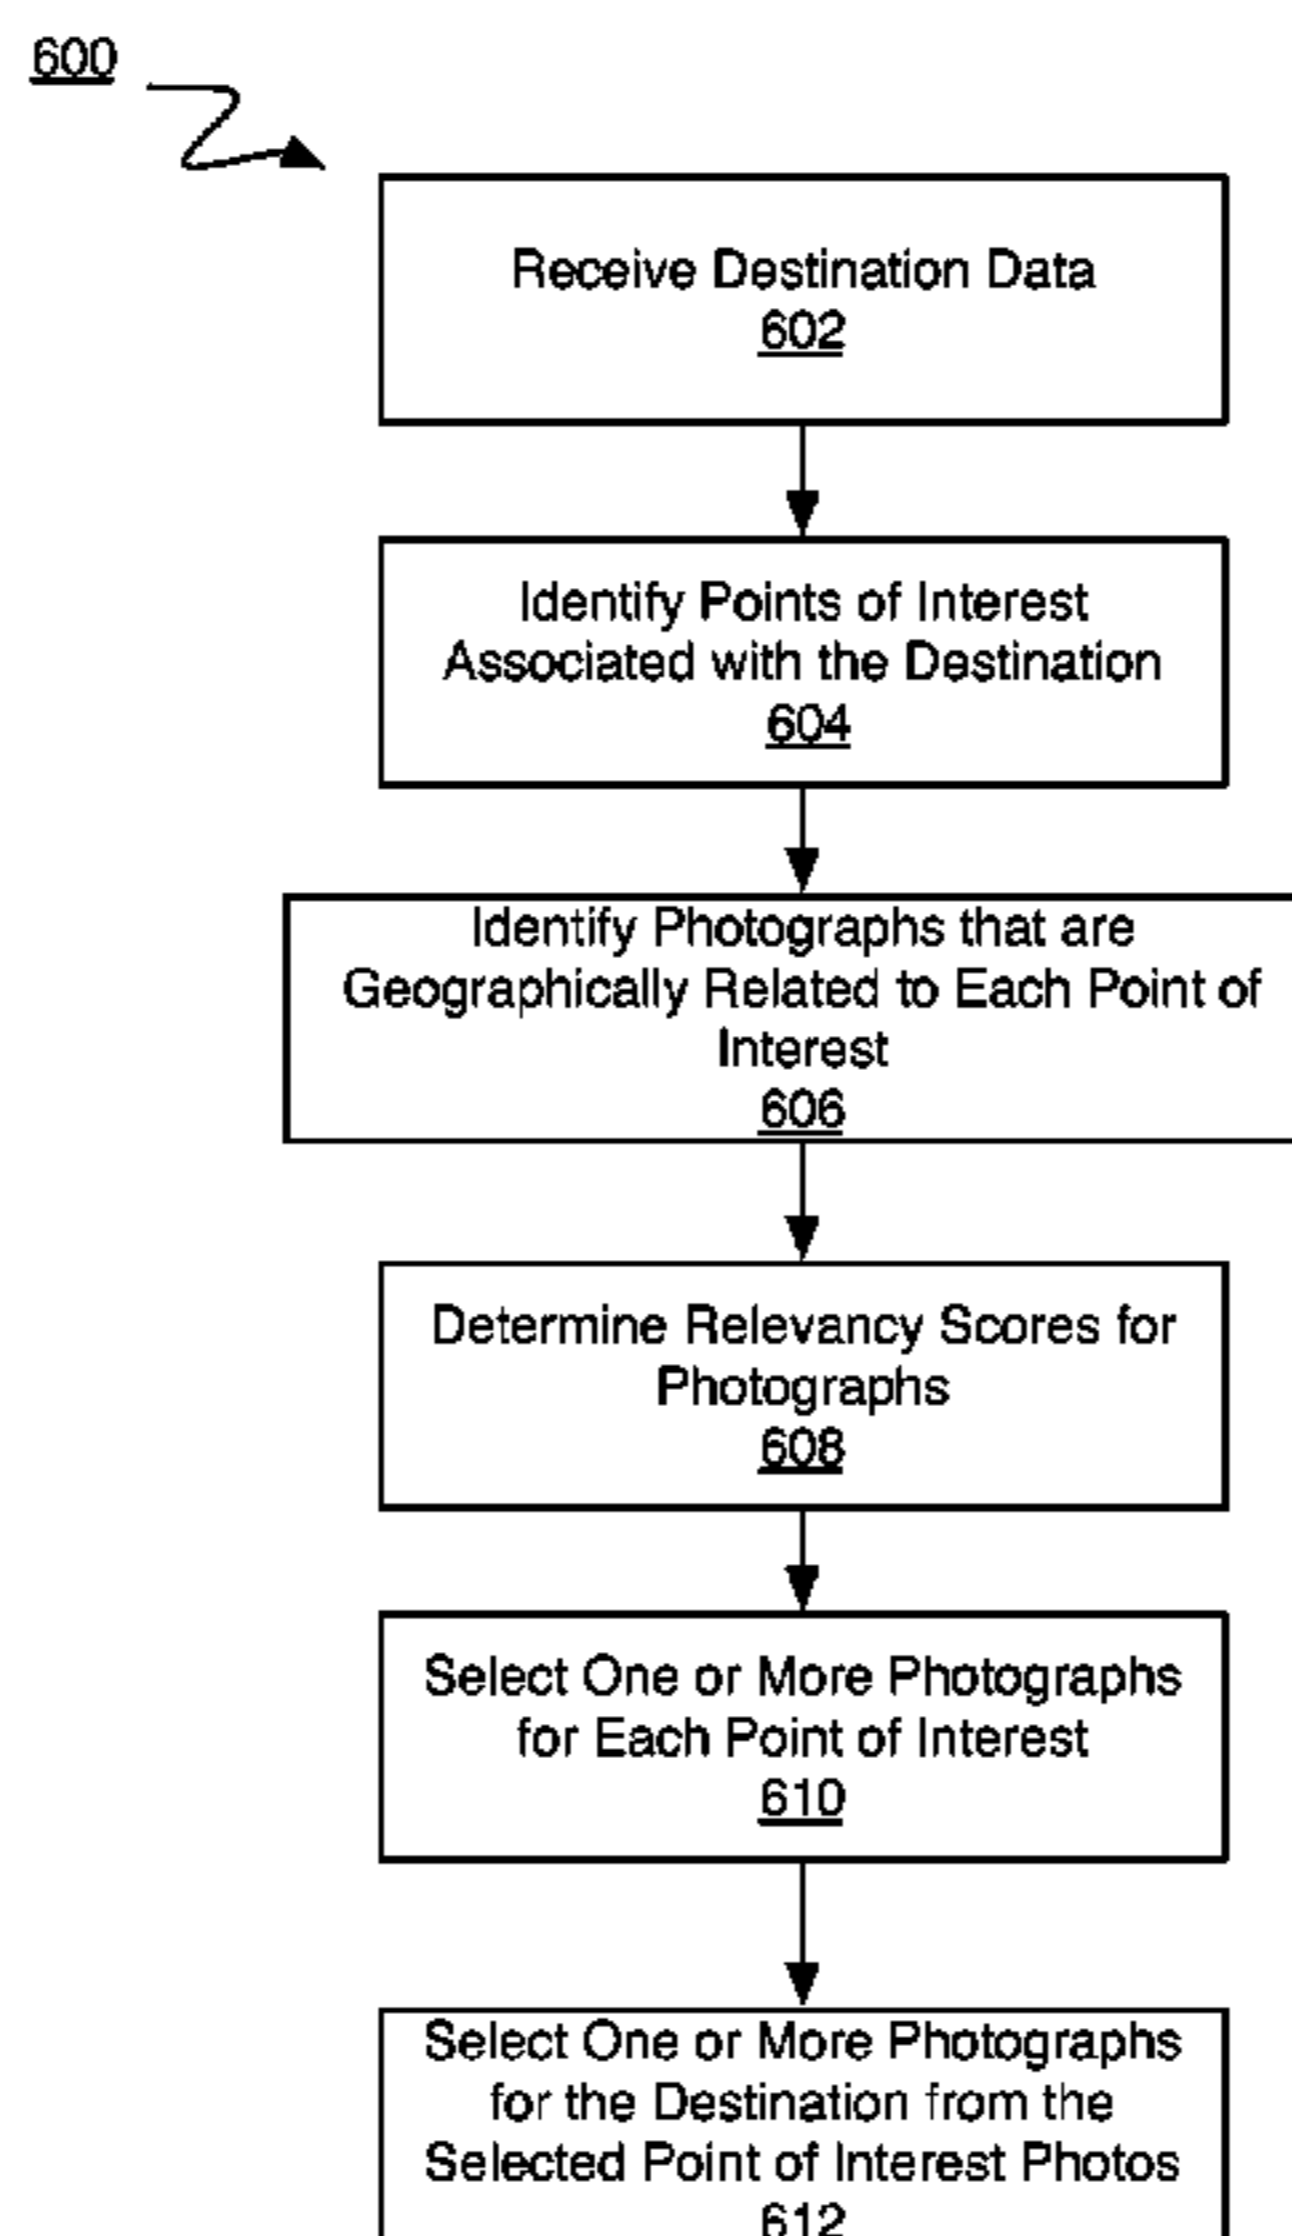 600
Receive Destination Data
602
Identify Points of Interest
Associated with the Destination
604
Identify Photographs that are
Geographically Related to Each Point of
Interest
606
Determine Relevancy Scores for
Photographs
608
Select One or More Photographs
for Each Point of Interest
610
Select One or More Photographs
for the Destination from the
Selected Point of Interest Photos
612